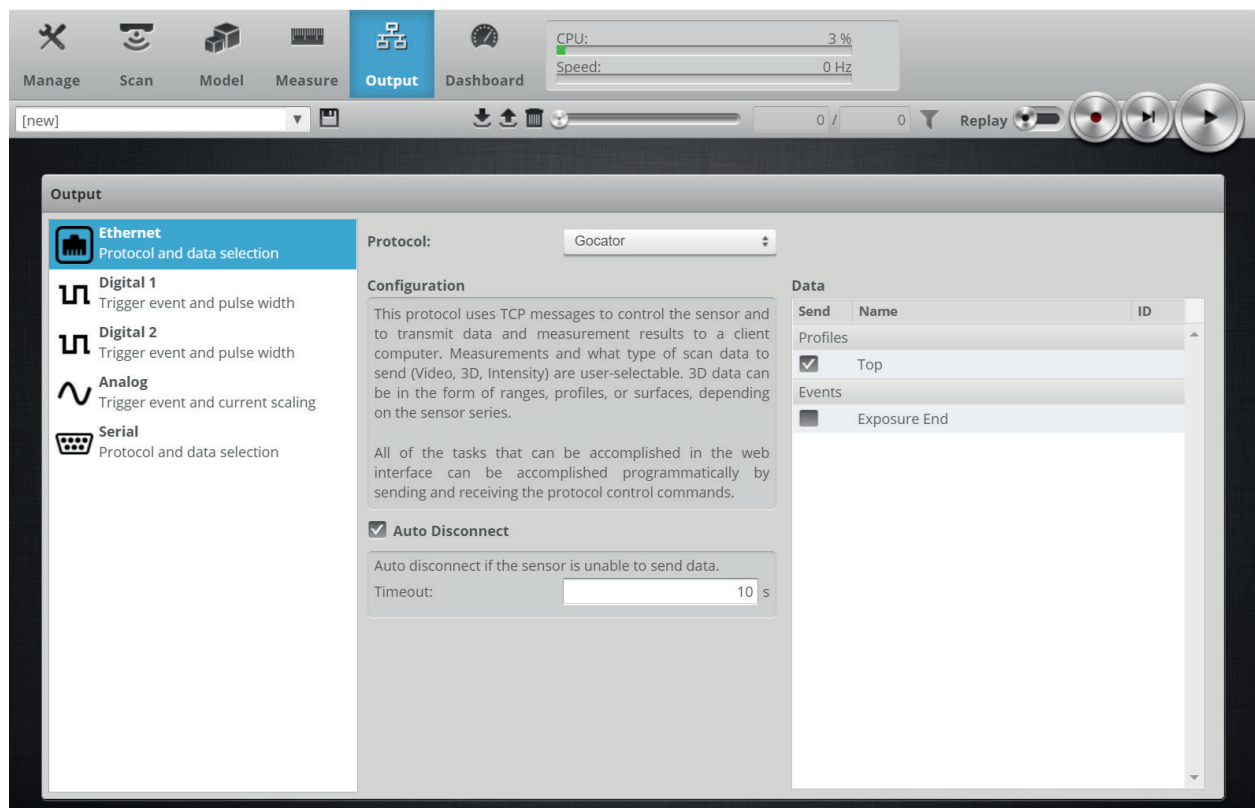 CPU: 3 %
Speed: 0 Hz
Manage Scan Model Measure Output Dashboard
[new] 0 / 0 Replay
Output
Ethernet
Protocol and data selection
Digital 1
Trigger event and pulse width
Digital 2
Trigger event and pulse width
Analog
Trigger event and current scaling
Serial
Protocol and data selection
Protocol: Gocator
Configuration
This protocol uses TCP messages to control the sensor and
to transmit data and measurement results to a client
computer. Measurements and what type of scan data to
send (Video, 3D, Intensity) are user-selectable. 3D data can
be in the form of ranges, profiles, or surfaces, depending
on the sensor series.
All of the tasks that can be accomplished in the web
interface can be accomplished programmatically by
sending and receiving the protocol control commands.
Auto Disconnect
Auto disconnect if the sensor is unable to send data.
Timeout: 10 s
Data
Send Name ID
Profiles
Top
Events
Exposure End